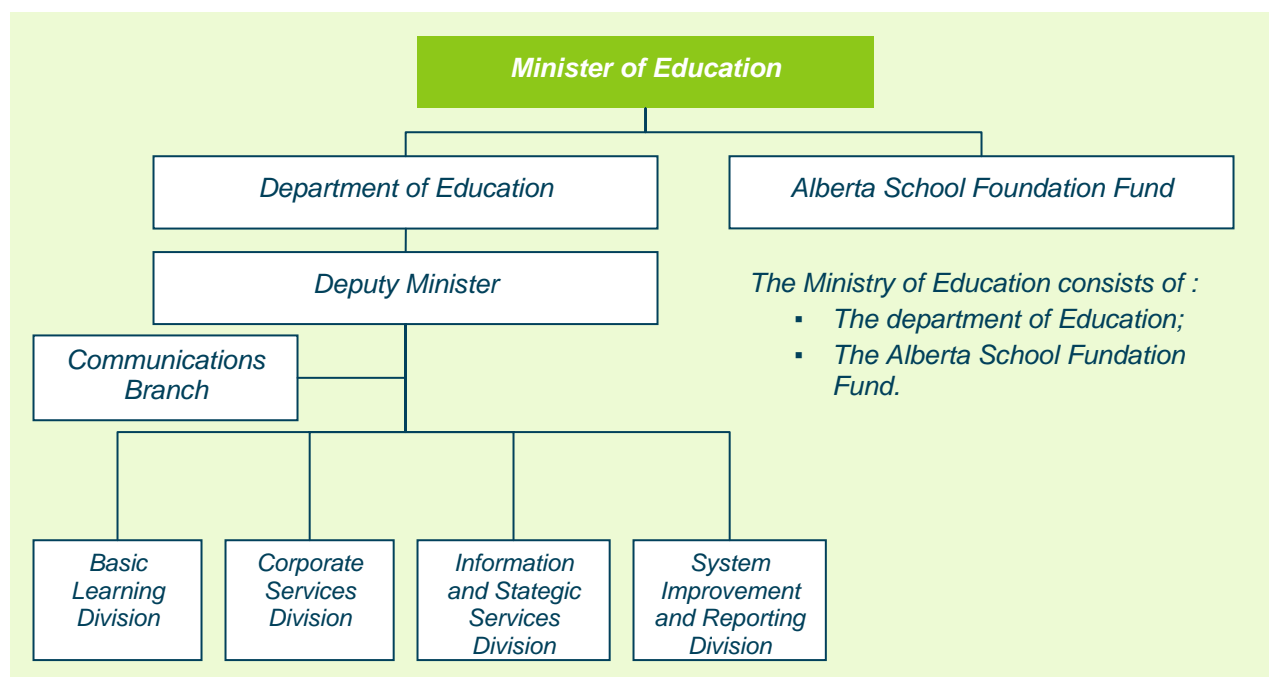 Minister of Education
Department of Education
Alberta School Foundation Fund
Deputy Minister
The Ministry of Education consists of :
▪ The department of Education;
▪ The Alberta School Fundation
Fund.
Communications
Branch
Basic
Learning
Division
Corporate
Services
Division
Information
and Stategic
Services
Division
System
Improvement
and Reporting
Division